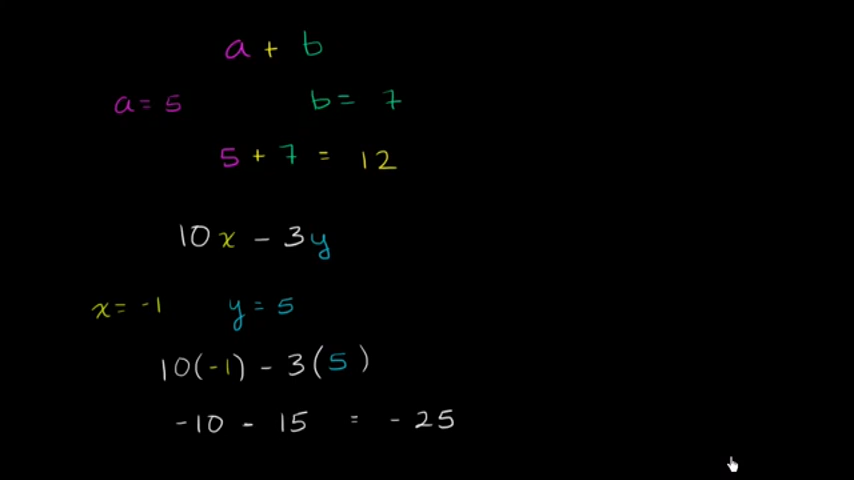 a + b
a = 5 b = 7
5 + 7 = 12
10x - 3y
x = -1 y = 5
10(-1) - 3(5)
-10 - 15 = -25